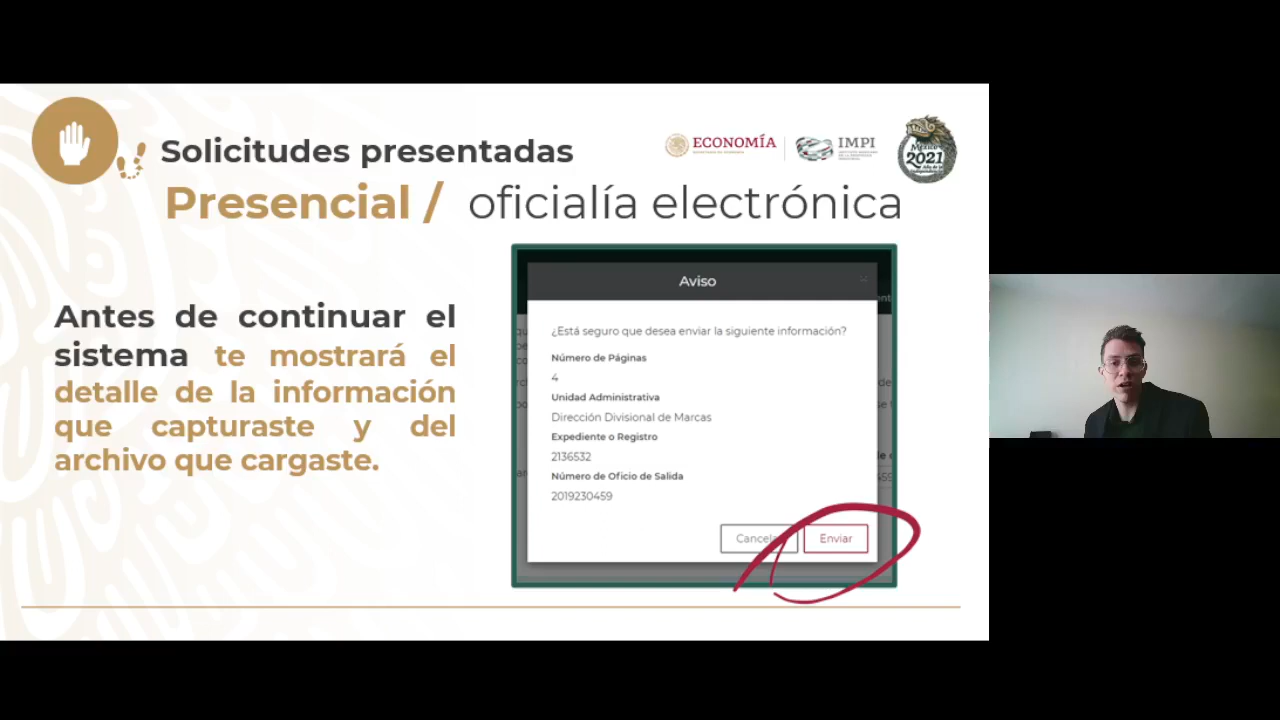 Solicitudes presentadas
Presencial / oficialía electrónica
ECONOMÍA
IMPI
México
2021
Antes de continuar el
sistema te mostrará el
detalle de la información
que capturaste y del
archivo que cargaste.
Aviso
¿Está seguro que desea enviar la siguiente información?
Número de Páginas
4
Unidad Administrativa
Dirección Divisional de Marcas
Expediente o Registro
2136532
Número de Oficio de Salida
2019230459
Cancelar
Enviar